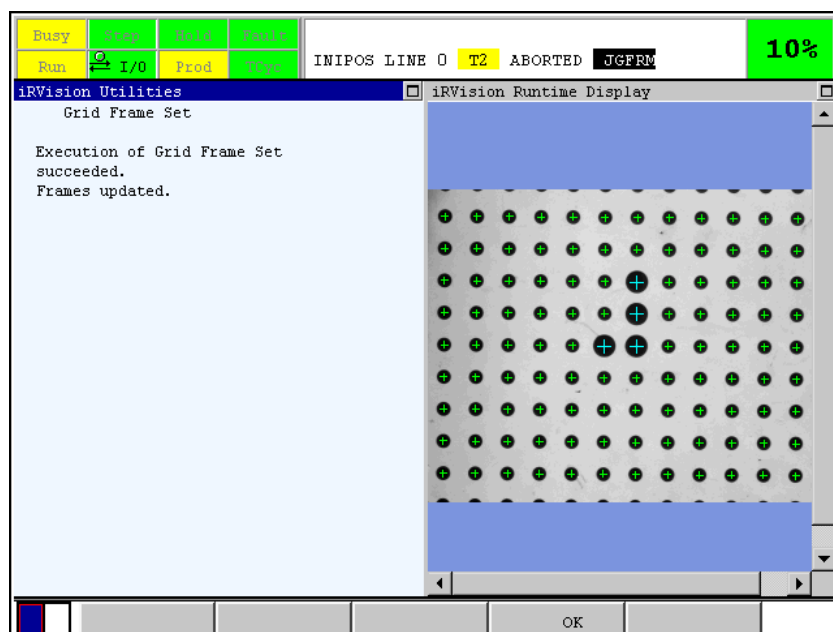 Busy Step Hold Fault
Run I/O Prod TCyc
INIPOS LINE 0 T2 ABORTED JGFRM
10%
iRVision Utilities
Grid Frame Set
Execution of Grid Frame Set
succeeded.
Frames updated.
iRVision Runtime Display
OK